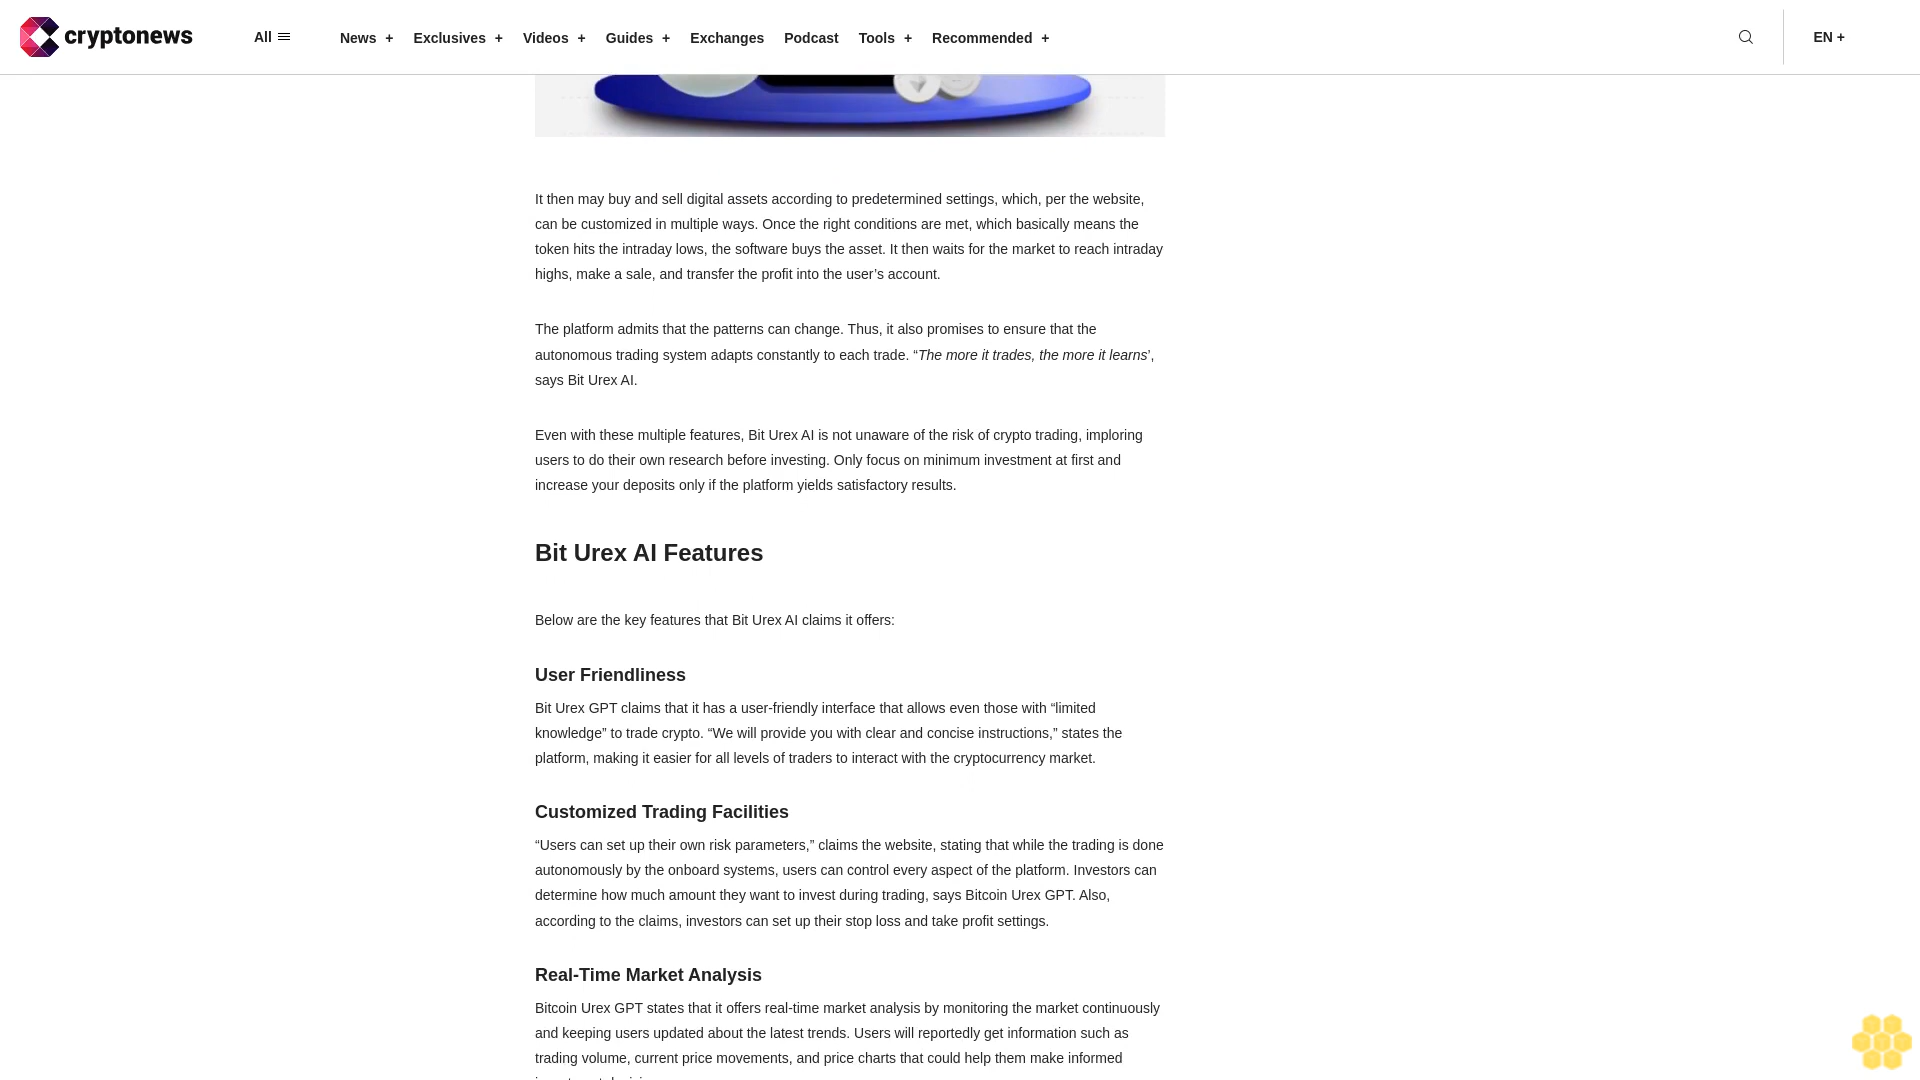 cryptonews All News + Exclusives + Videos + Guides + Exchanges Podcast Tools + Recommended + EN +
It then may buy and sell digital assets according to predetermined settings, which, per the website,
can be customized in multiple ways. Once the right conditions are met, which basically means the
token hits the intraday lows, the software buys the asset. It then waits for the market to reach intraday
highs, make a sale, and transfer the profit into the user’s account.
The platform admits that the patterns can change. Thus, it also promises to ensure that the
autonomous trading system adapts constantly to each trade. “The more it trades, the more it learns’,
says Bit Urex AI.
Even with these multiple features, Bit Urex AI is not unaware of the risk of crypto trading, imploring
users to do their own research before investing. Only focus on minimum investment at first and
increase your deposits only if the platform yields satisfactory results.
Bit Urex AI Features
Below are the key features that Bit Urex AI claims it offers:
User Friendliness
Bit Urex GPT claims that it has a user-friendly interface that allows even those with “limited
knowledge” to trade crypto. “We will provide you with clear and concise instructions,” states the
platform, making it easier for all levels of traders to interact with the cryptocurrency market.
Customized Trading Facilities
“Users can set up their own risk parameters,” claims the website, stating that while the trading is done
autonomously by the onboard systems, users can control every aspect of the platform. Investors can
determine how much amount they want to invest during trading, says Bitcoin Urex GPT. Also,
according to the claims, investors can set up their stop loss and take profit settings.
Real-Time Market Analysis
Bitcoin Urex GPT states that it offers real-time market analysis by monitoring the market continuously
and keeping users updated about the latest trends. Users will reportedly get information such as
trading volume, current price movements, and price charts that could help them make informed